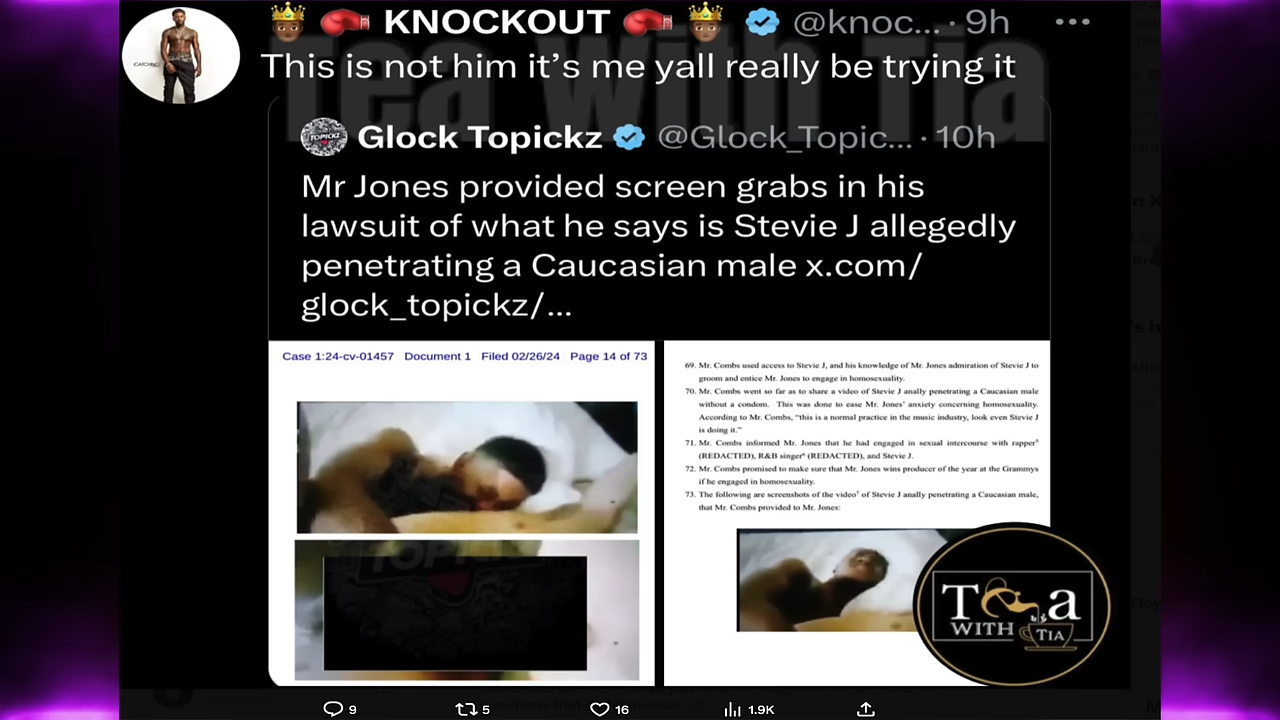 👑 🥊 KNOCKOUT 🥊 👑 @knoc... · 9h
iCATCHING
This is not him it's me yall really be trying it
Tea With Tia
TOPICKZ
Glock Topickz @Glock_Topic... · 10h
Mr Jones provided screen grabs in his
lawsuit of what he says is Stevie J allegedly
penetrating a Caucasian male x.com/
glock_topickz/...
Case 1:24-cv-01457 Document 1 Filed 02/26/24 Page 14 of 73
TOPICKZ
69. Mr. Combs used access to Stevie J, and his knowledge of Mr. Jones admiration of Stevie J to
groom and entice Mr. Jones to engage in homosexuality.
70. Mr. Combs went so far as to share a video of Stevie J anally penetrating a Caucasian male
without a condom. This was done to ease Mr. Jones' anxiety concerning homosexuality.
According to Mr. Combs, "this is a normal practice in the music industry, look even Stevie J
is doing it."
71. Mr. Combs informed Mr. Jones that he had engaged in sexual intercourse with rapper⁵
(REDACTED), R&B singer⁶ (REDACTED), and Stevie J.
72. Mr. Combs promised to make sure that Mr. Jones wins producer of the year at the Grammys
if he engaged in homosexuality.
73. The following are screenshots of the video⁷ of Stevie J anally penetrating a Caucasian male,
that Mr. Combs provided to Mr. Jones:
Tea
WITH TIA
9 5 16 1.9K